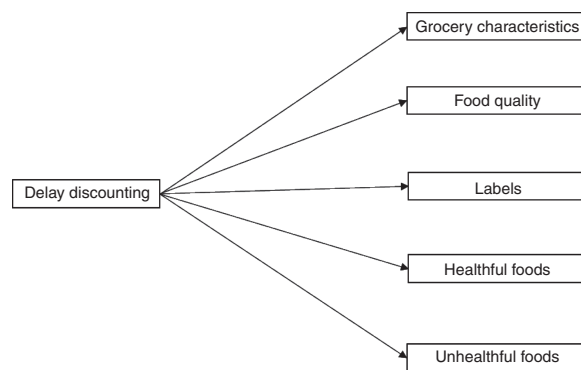 Grocery characteristics
Food quality
Delay discounting
Labels
Healthful foods
Unhealthful foods